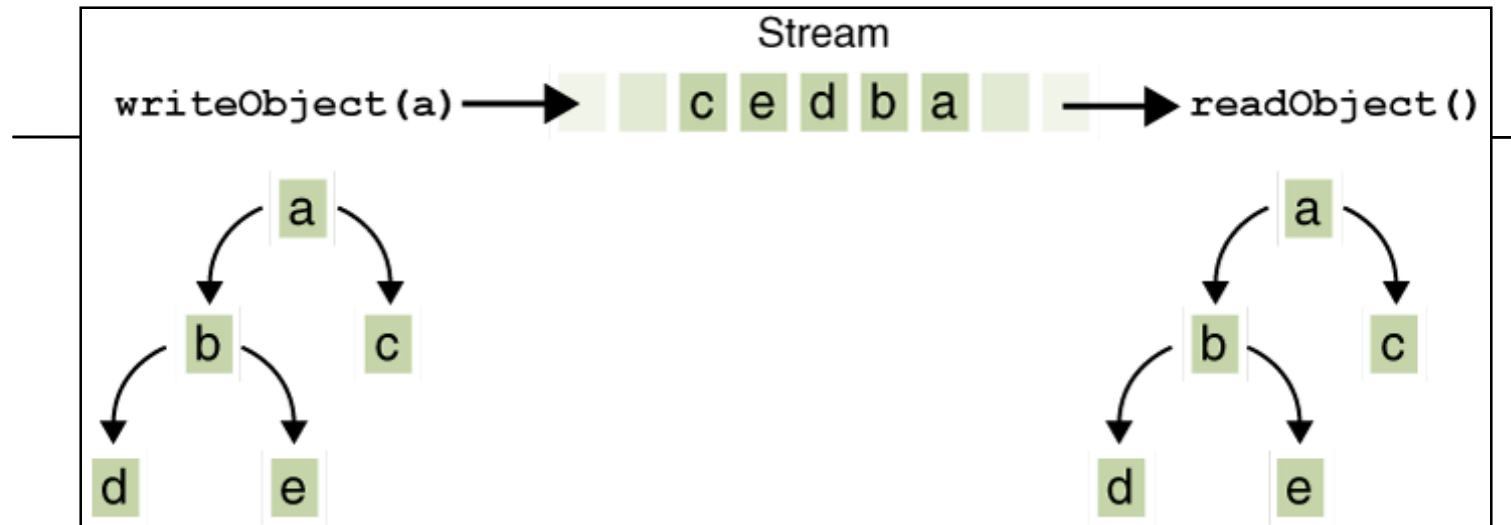 Stream
writeObject(a) c e d b a readObject()
a a
b c b c
d e d e